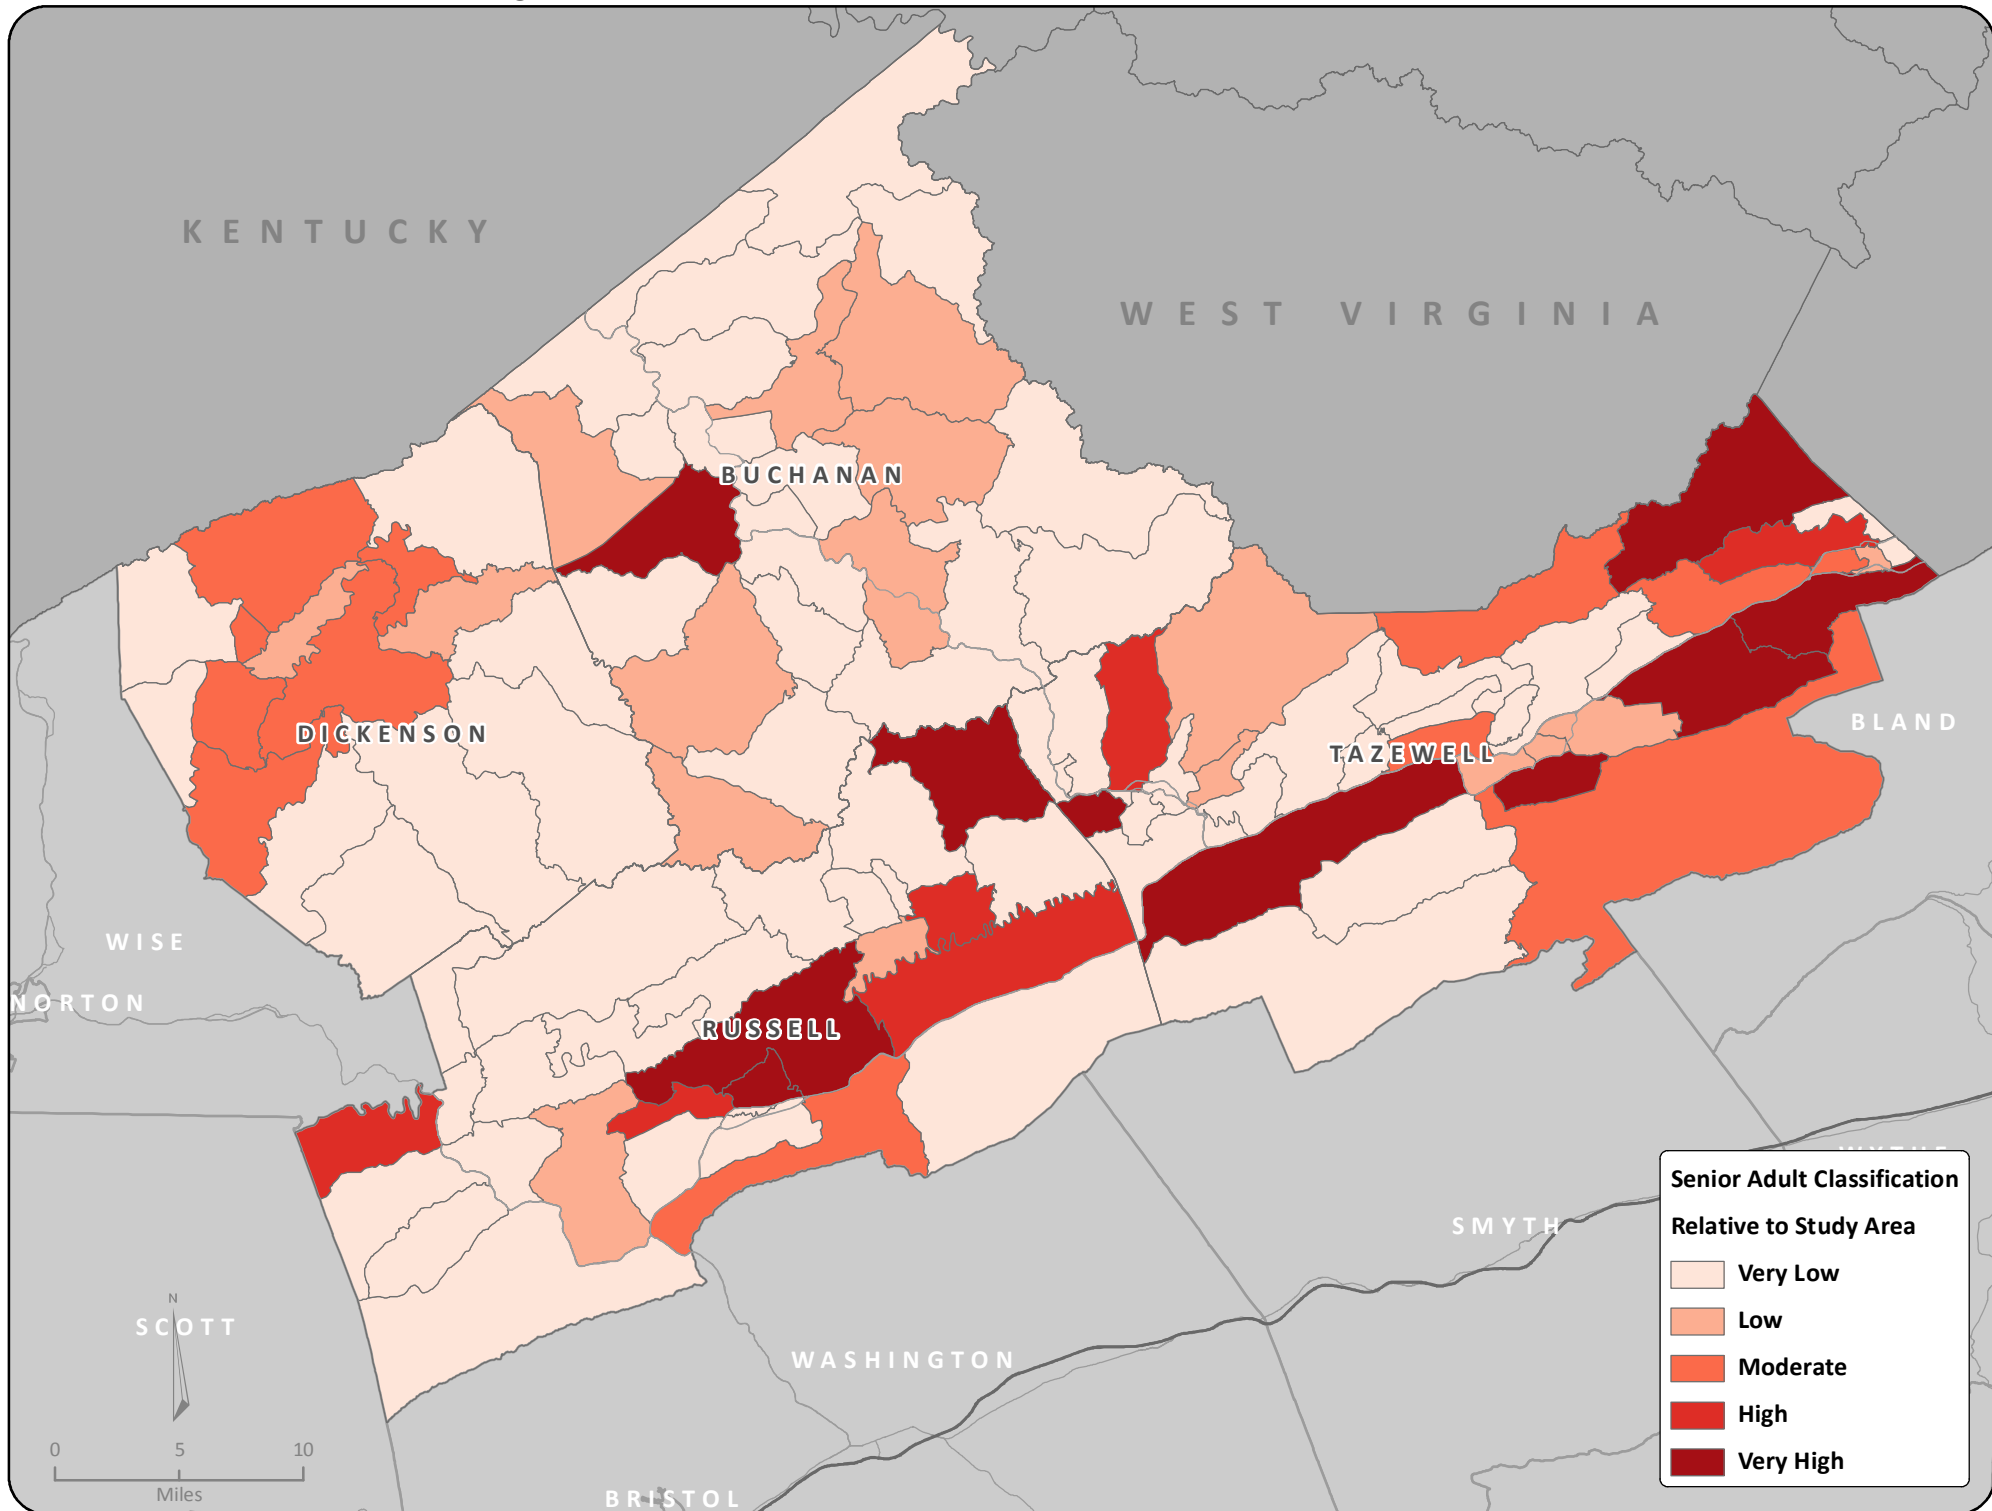 KENTUCKY
WEST VIRGINIA
BUCHANAN
DICKENSON
TAZEWELL
BLAND
WISE
NORTON
RUSSELL
SMYTH
SCOTT
WASHINGTON
BRISTOL
N
0 5 10
Miles
Senior Adult Classification
Relative to Study Area
Very Low
Low
Moderate
High
Very High